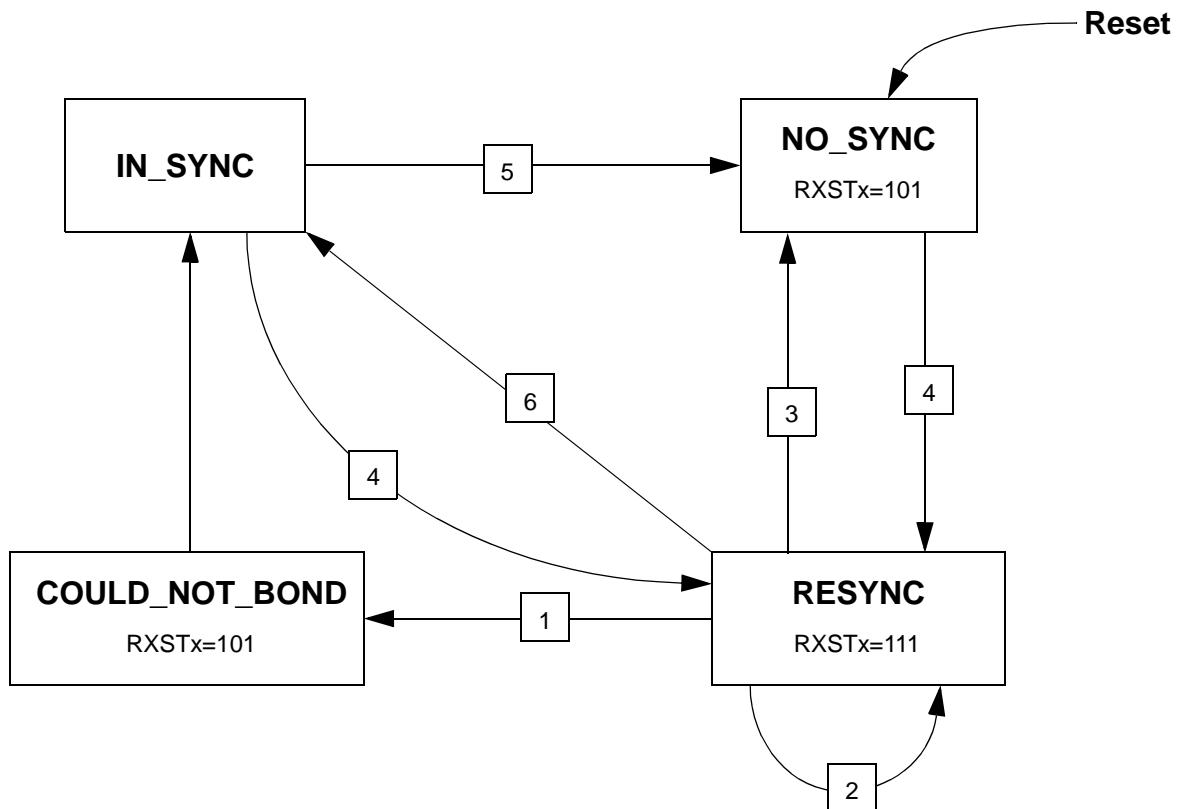 Reset
IN_SYNC
NO_SYNC
RXSTx=101
5
6
3
4
4
COULD_NOT_BOND
RXSTx=101
1
RESYNC
RXSTx=111
2